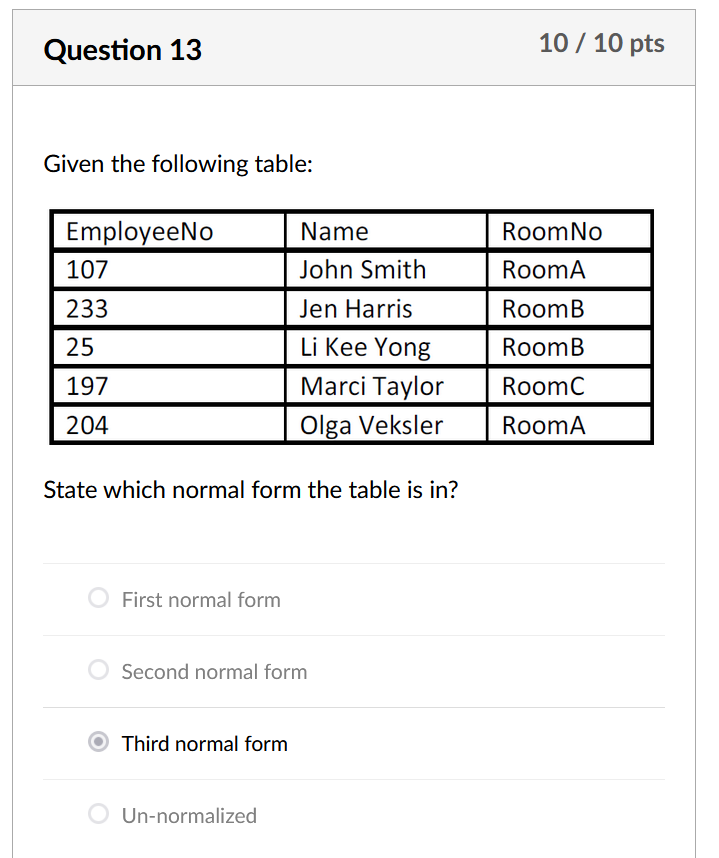 Question 13
10 / 10 pts
Given the following table:
EmployeeNo Name RoomNo
107 John Smith RoomA
233 Jen Harris RoomB
25 Li Kee Yong RoomB
197 Marci Taylor RoomC
204 Olga Veksler RoomA
State which normal form the table is in?
First normal form
Second normal form
Third normal form
Un-normalized